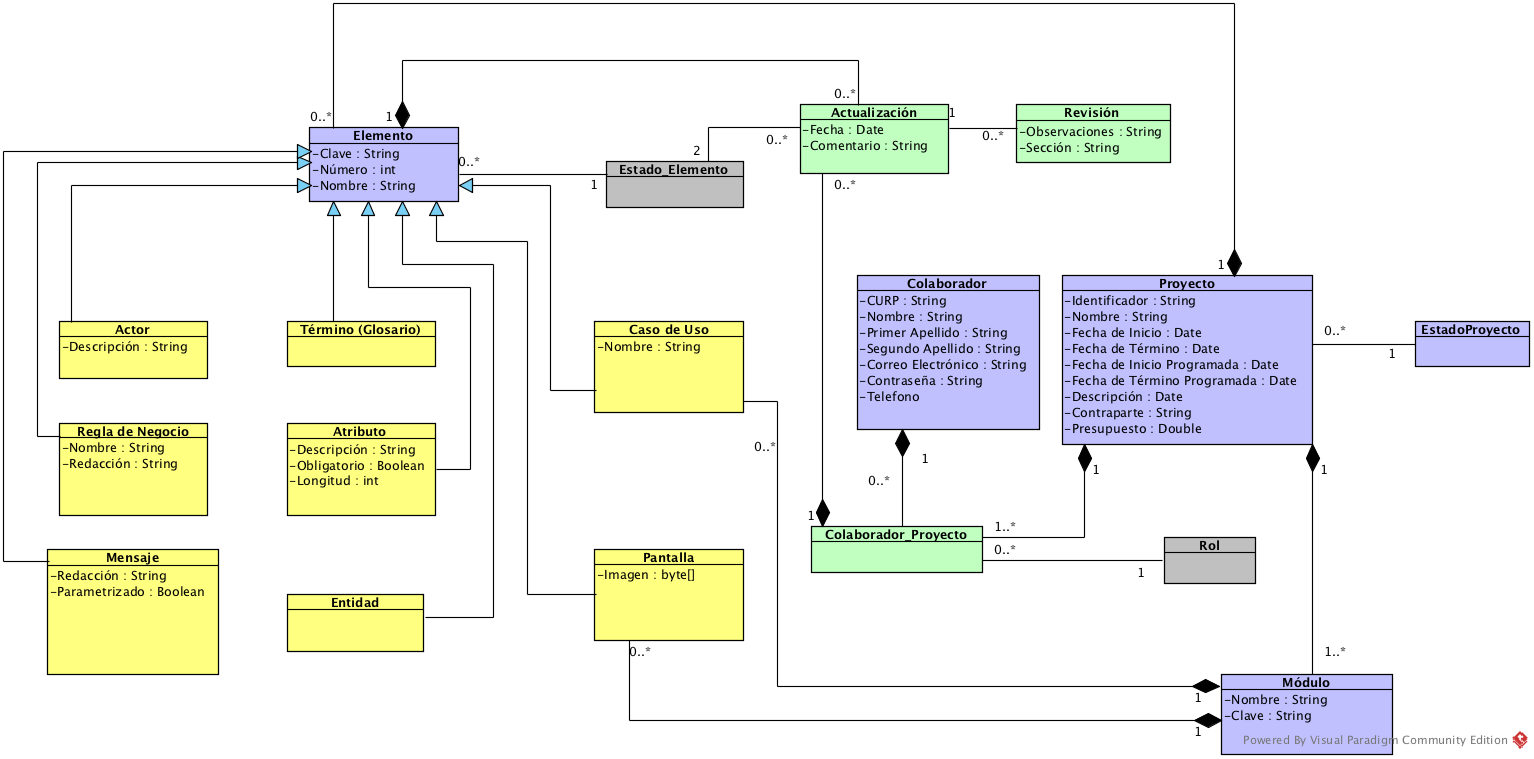 0..*
1
Elemento
-Clave : String
-Número : int
-Nombre : String
0..*
1
Estado_Elemento
2
0..*
0..*
Actualización
-Fecha : Date
-Comentario : String
0..*
1
0..*
Revisión
-Observaciones : String
-Sección : String
Actor
-Descripción : String
Término (Glosario)
Caso de Uso
-Nombre : String
0..*
Colaborador
-CURP : String
-Nombre : String
-Primer Apellido : String
-Segundo Apellido : String
-Correo Electrónico : String
-Contraseña : String
-Telefono
1
0..*
1
Proyecto
-Identificador : String
-Nombre : String
-Fecha de Inicio : Date
-Fecha de Término : Date
-Fecha de Inicio Programada : Date
-Fecha de Término Programada : Date
-Descripción : Date
-Contraparte : String
-Presupuesto : Double
0..*
1
EstadoProyecto
1
1
Regla de Negocio
-Nombre : String
-Redacción : String
Atributo
-Descripción : String
-Obligatorio : Boolean
-Longitud : int
1
Colaborador_Proyecto
1..*
0..*
1
Rol
Mensaje
-Redacción : String
-Parametrizado : Boolean
Entidad
Pantalla
-Imagen : byte[]
0..*
1..*
1
1
Módulo
-Nombre : String
-Clave : String
Powered By Visual Paradigm Community Edition